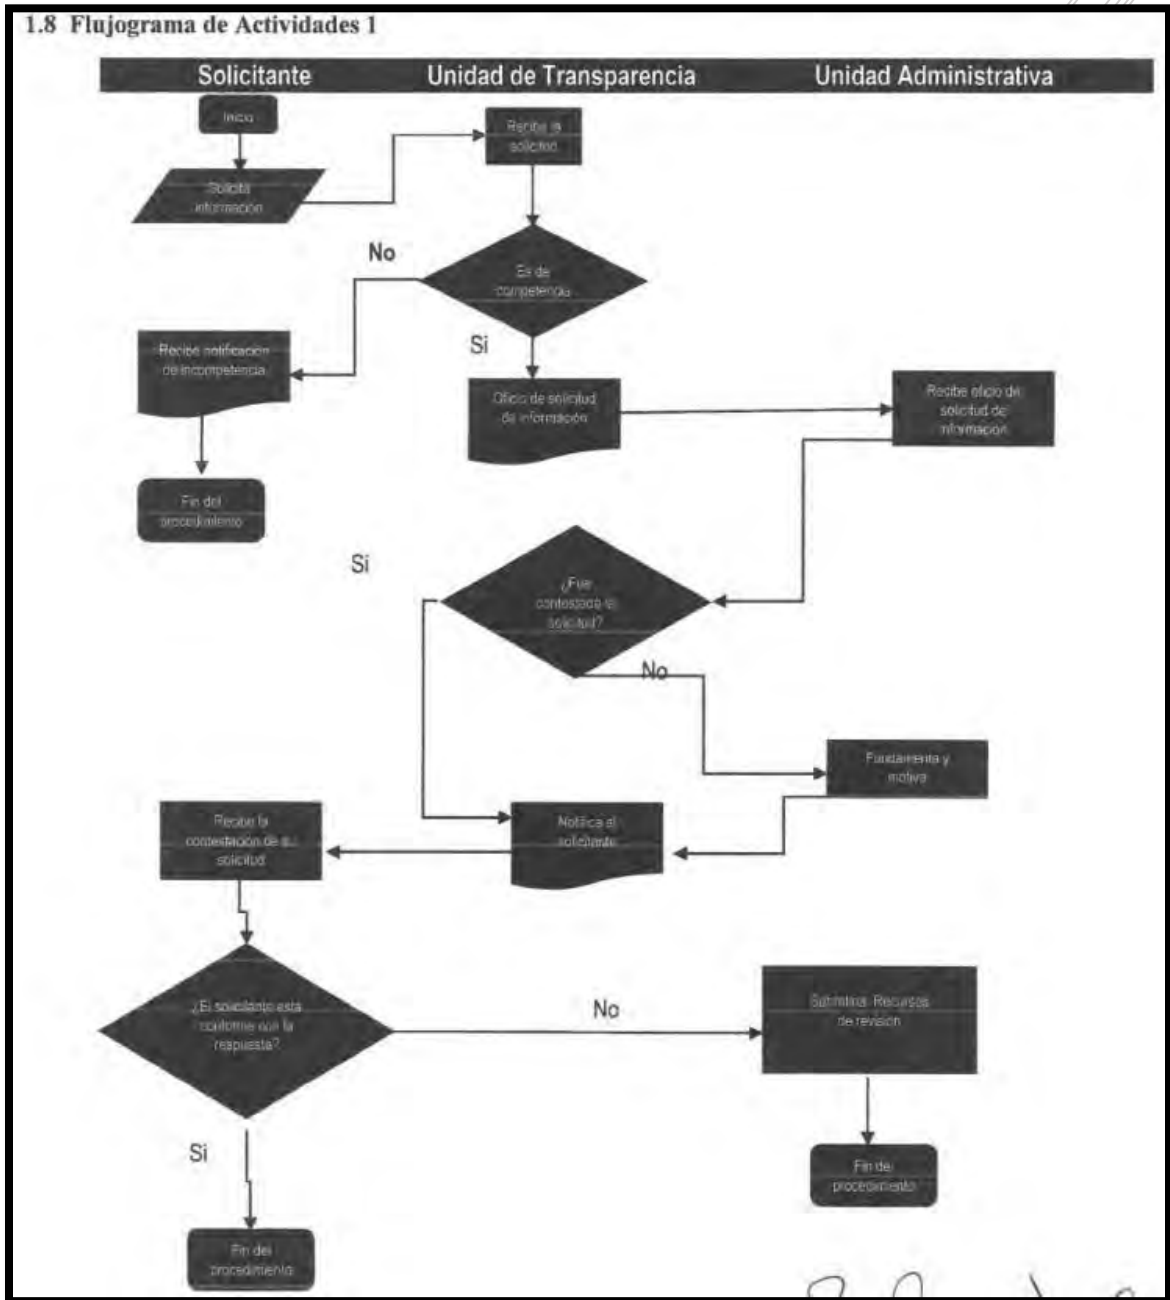 1.8 Flujograma de Actividades 1
Solicitante
Unidad de Transparencia
Unidad Administrativa
Inicio
Recibe la
solicitud
Solicita
información
No
Es de
competencia
Si
Recibe notificación
de incompetencia
Oficio de solicitud
de información
Recibe oficio de
solicitud de
información
Fin del
procedimiento
Si
¿Fue
contestada la
solicitud?
No
Fundamenta y
motiva
Recibe la
contestación de su
solicitud
Notifica al
solicitante
¿El solicitante esta
conforme con la
respuesta?
No
Recursos
de revisión
Si
Fin del
procedimiento
Fin del
procedimiento